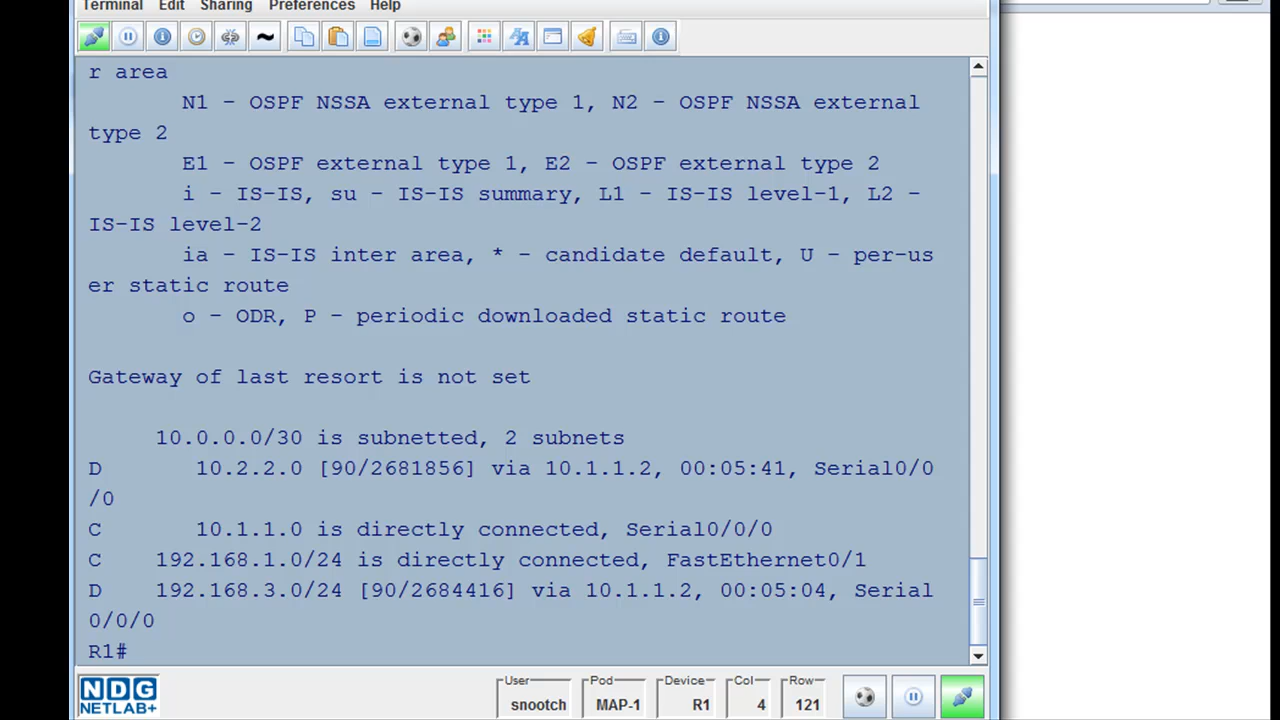 Terminal Edit Sharing Preferences Help
r area
N1 - OSPF NSSA external type 1, N2 - OSPF NSSA external
type 2
E1 - OSPF external type 1, E2 - OSPF external type 2
i - IS-IS, su - IS-IS summary, L1 - IS-IS level-1, L2 -
IS-IS level-2
ia - IS-IS inter area, * - candidate default, U - per-us
er static route
o - ODR, P - periodic downloaded static route
Gateway of last resort is not set
10.0.0.0/30 is subnetted, 2 subnets
D 10.2.2.0 [90/2681856] via 10.1.1.2, 00:05:41, Serial0/0
/0
C 10.1.1.0 is directly connected, Serial0/0/0
C 192.168.1.0/24 is directly connected, FastEthernet0/1
D 192.168.3.0/24 [90/2684416] via 10.1.1.2, 00:05:04, Serial
0/0/0
R1#
NDG
NETLAB+
User Pod Device Col Row
snootch MAP-1 R1 4 121